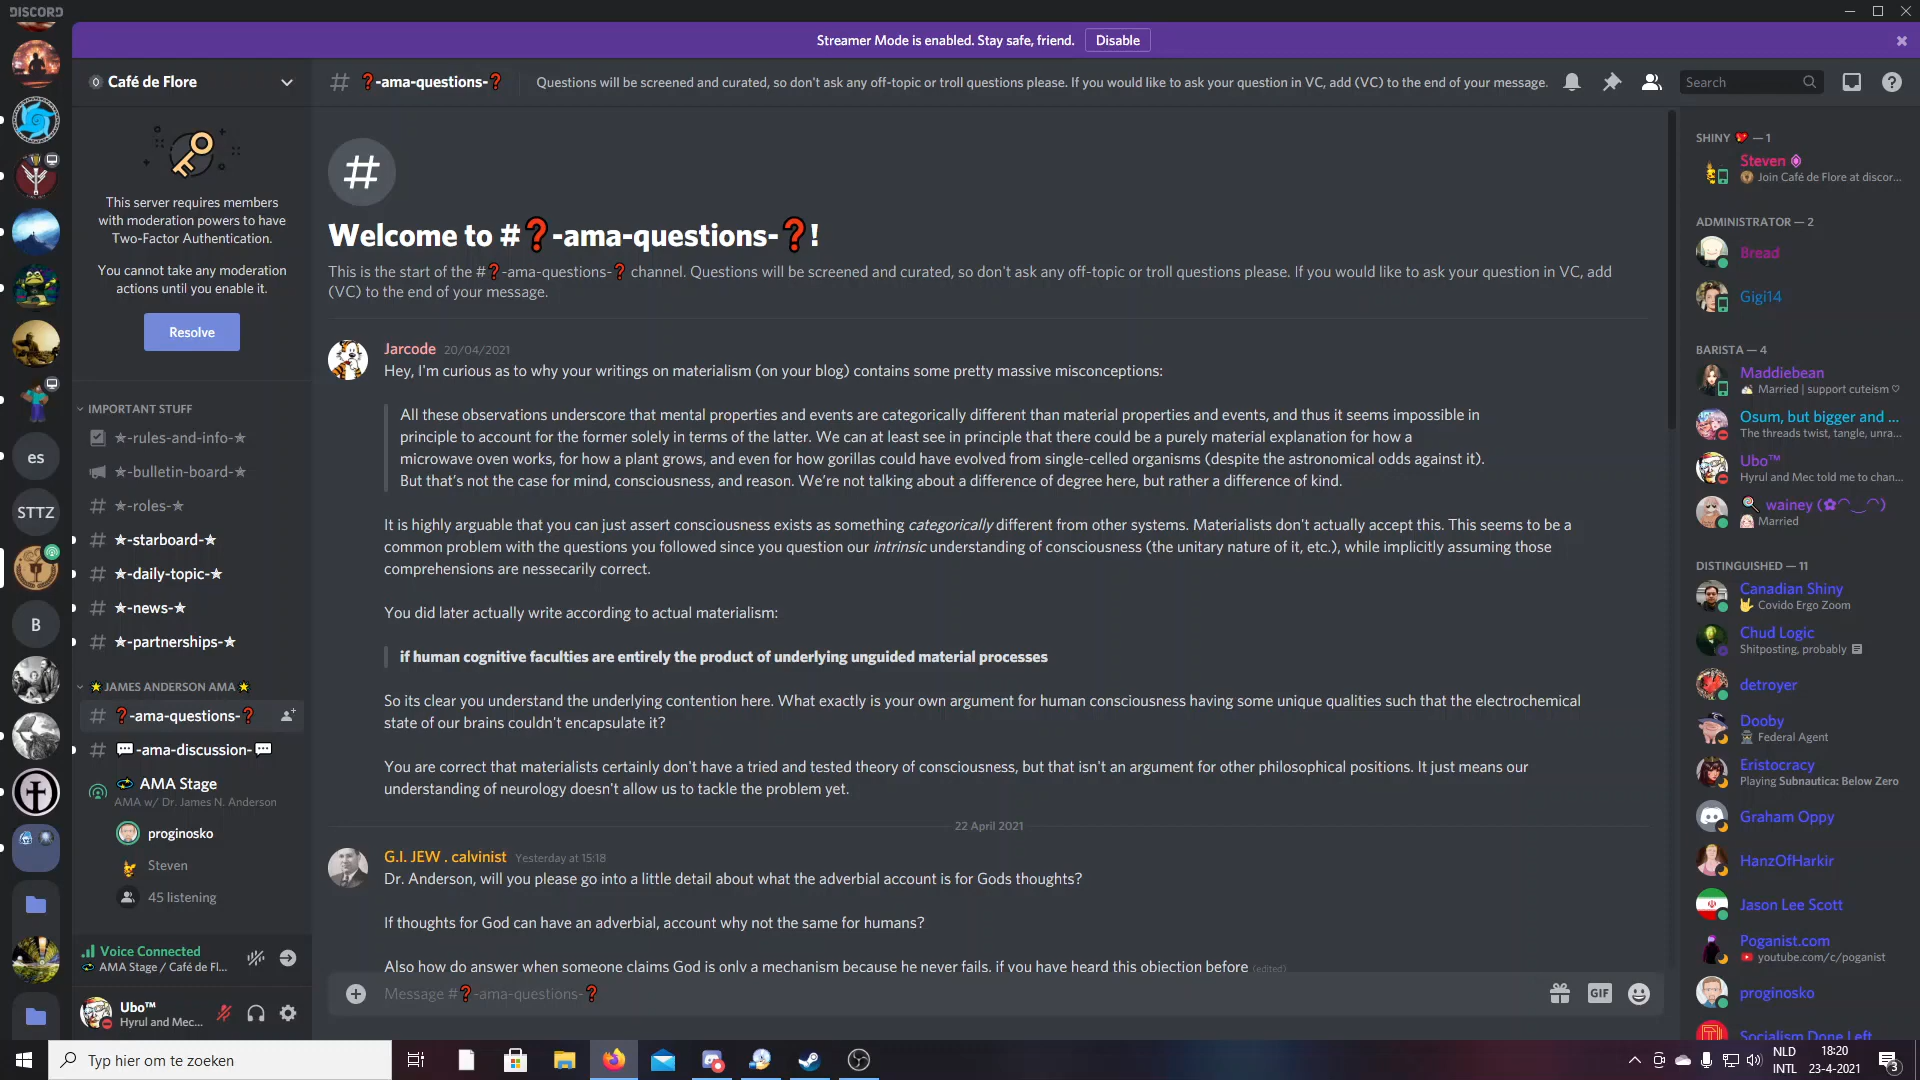 DISCORD
Streamer Mode is enabled. Stay safe, friend. Disable
Café de Flore
This server requires members
with moderation powers to have
Two-Factor Authentication.
You cannot take any moderation
actions until you enable it.
Resolve
IMPORTANT STUFF
★-rules-and-info-★
★-bulletin-board-★
★-roles-★
★-starboard-★
★-daily-topic-★
★-news-★
★-partnerships-★
JAMES ANDERSON AMA
❓-ama-questions-❓
💬-ama-discussion-💬
AMA Stage
AMA w/ Dr. James N. Anderson
proginosko
Steven
45 listening
Voice Connected
AMA Stage / Café de Fl...
Ubo™
Hyrul and Mec...
es
STTZ
B
# ❓-ama-questions-❓
Questions will be screened and curated, so don't ask any off-topic or troll questions please. If you would like to ask your question in VC, add (VC) to the end of your message.
Search
#
Welcome to #❓-ama-questions-❓!
This is the start of the #❓-ama-questions-❓ channel. Questions will be screened and curated, so don't ask any off-topic or troll questions please. If you would like to ask your question in VC, add
(VC) to the end of your message.
Jarcode 20/04/2021
Hey, I'm curious as to why your writings on materialism (on your blog) contains some pretty massive misconceptions:
All these observations underscore that mental properties and events are categorically different than material properties and events, and thus it seems impossible in
principle to account for the former solely in terms of the latter. We can at least see in principle that there could be a purely material explanation for how a
microwave oven works, for how a plant grows, and even for how gorillas could have evolved from single-celled organisms (despite the astronomical odds against it).
But that's not the case for mind, consciousness, and reason. We're not talking about a difference of degree here, but rather a difference of kind.
It is highly arguable that you can just assert consciousness exists as something categorically different from other systems. Materialists don't actually accept this. This seems to be a
common problem with the questions you followed since you question our intrinsic understanding of consciousness (the unitary nature of it, etc.), while implicitly assuming those
comprehensions are nessecarily correct.
You did later actually write according to actual materialism:
if human cognitive faculties are entirely the product of underlying unguided material processes
So its clear you understand the underlying contention here. What exactly is your own argument for human consciousness having some unique qualities such that the electrochemical
state of our brains couldn't encapsulate it?
You are correct that materialists certainly don't have a tried and tested theory of consciousness, but that isn't an argument for other philosophical positions. It just means our
understanding of neurology doesn't allow us to tackle the problem yet.
22 April 2021
G.I. JEW . calvinist Yesterday at 15:18
Dr. Anderson, will you please go into a little detail about what the adverbial account is for Gods thoughts?
If thoughts for God can have an adverbial, account why not the same for humans?
Also how do answer when someone claims God is only a mechanism because he never fails, if you have heard this objection before (edited)
Message #❓-ama-questions-❓
GIF
SHINY — 1
Steven
Join Café de Flore at discor...
ADMINISTRATOR — 2
Bread
Gigi14
BARISTA — 4
Maddiebean
Married | support cuteism ♡
Osum, but bigger and ...
The threads twist, tangle, unra...
Ubo™
Hyrul and Mec told me to chan...
wainey (✿◠‿◠)
Married
DISTINGUISHED — 11
Canadian Shiny
Covido Ergo Zoom
Chud Logic
Shitposting, probably
detroyer
Dooby
Federal Agent
Eristocracy
Playing Subnautica: Below Zero
Graham Oppy
HanzOfHarkir
Jason Lee Scott
Poganist.com
youtube.com/c/poganist
proginosko
Socialism Done Left
Typ hier om te zoeken
NLD
INTL
18:20
23-4-2021
3